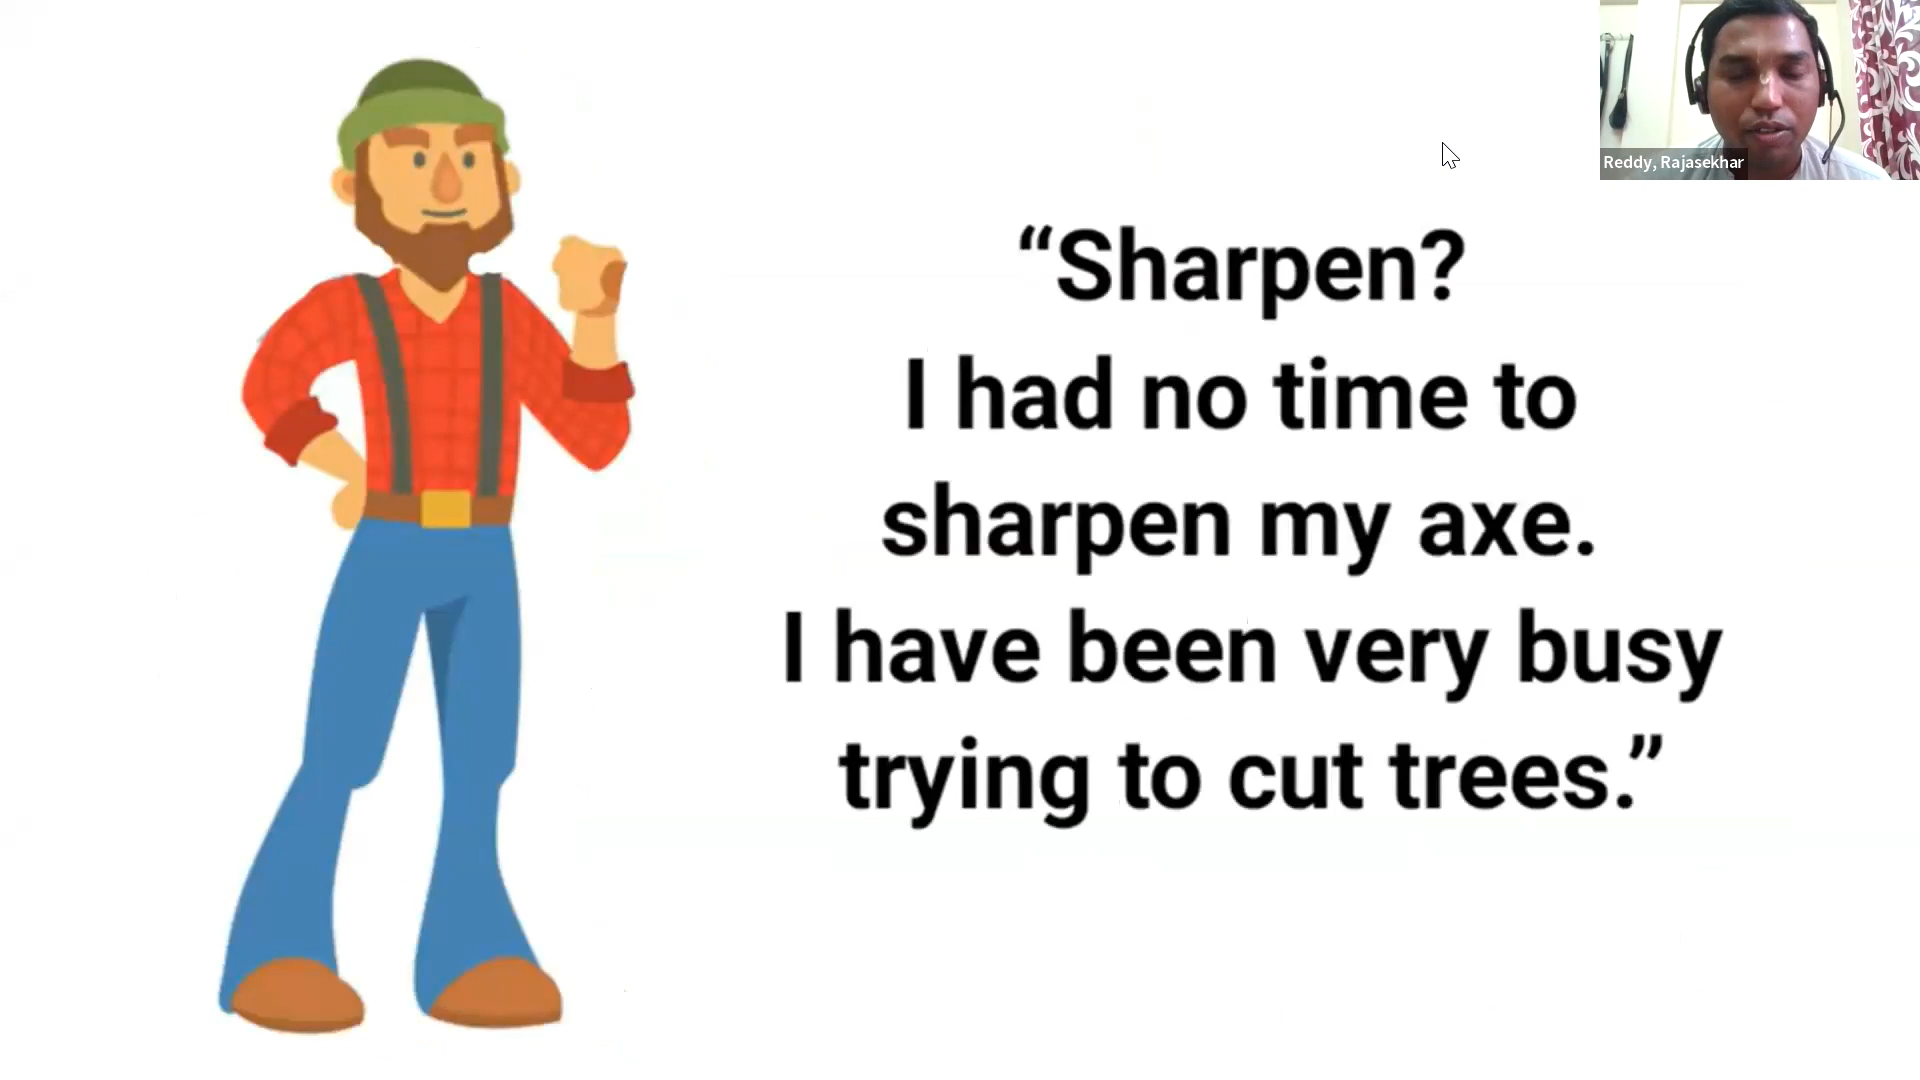 Reddy, Rajasekhar
“Sharpen?
I had no time to
sharpen my axe.
I have been very busy
trying to cut trees.”